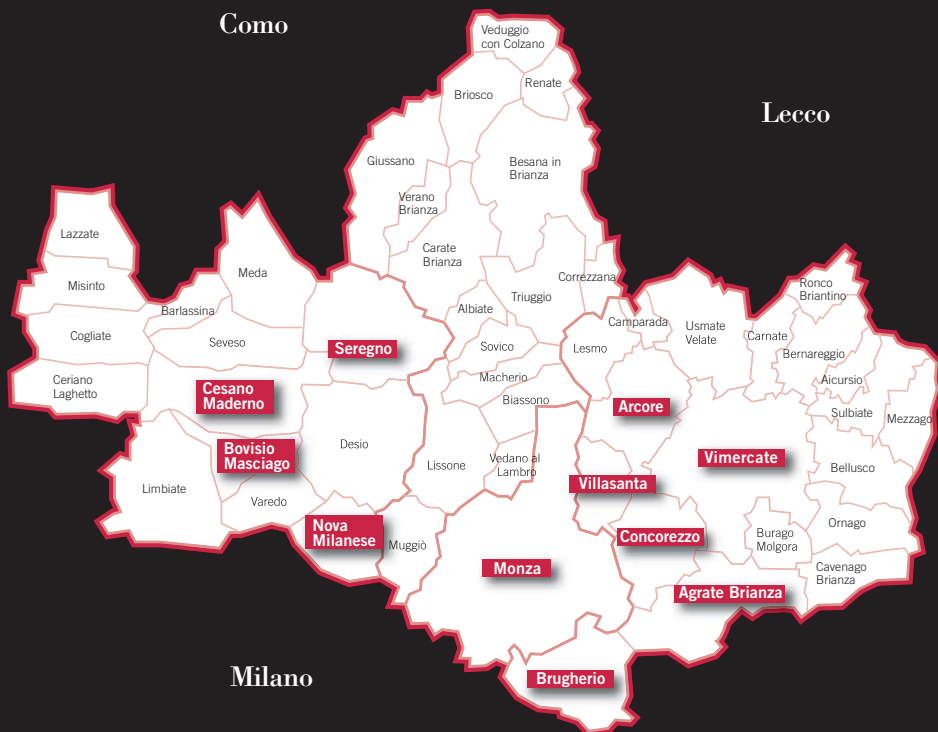 Como
Veduggio
con Colzano
Renate
Briosco
Lecco
Giussano
Besana in
Brianza
Verano
Brianza
Lazzate
Carate
Brianza
Meda
Correzzana
Misinto
Ronco
Briantino
Triuggio
Albiate
Barlassina
Camparada
Usmate
Velate
Cogliate
Carnate
Seveso
Sovico
Lesmo
Seregno
Bernareggio
Macherio
Ceriano
Laghetto
Aicursio
Cesano
Maderno
Biassono
Arcore
Sulbiate
Mezzago
Desio
Bovisio
Masciago
Vimercate
Lissone
Vedano al
Lambro
Bellusco
Villasanta
Limbiate
Varedo
Ornago
Nova
Milanese
Concorezzo
Burago
Molgora
Muggiò
Monza
Cavenago
Brianza
Agrate Brianza
Milano
Brugherio